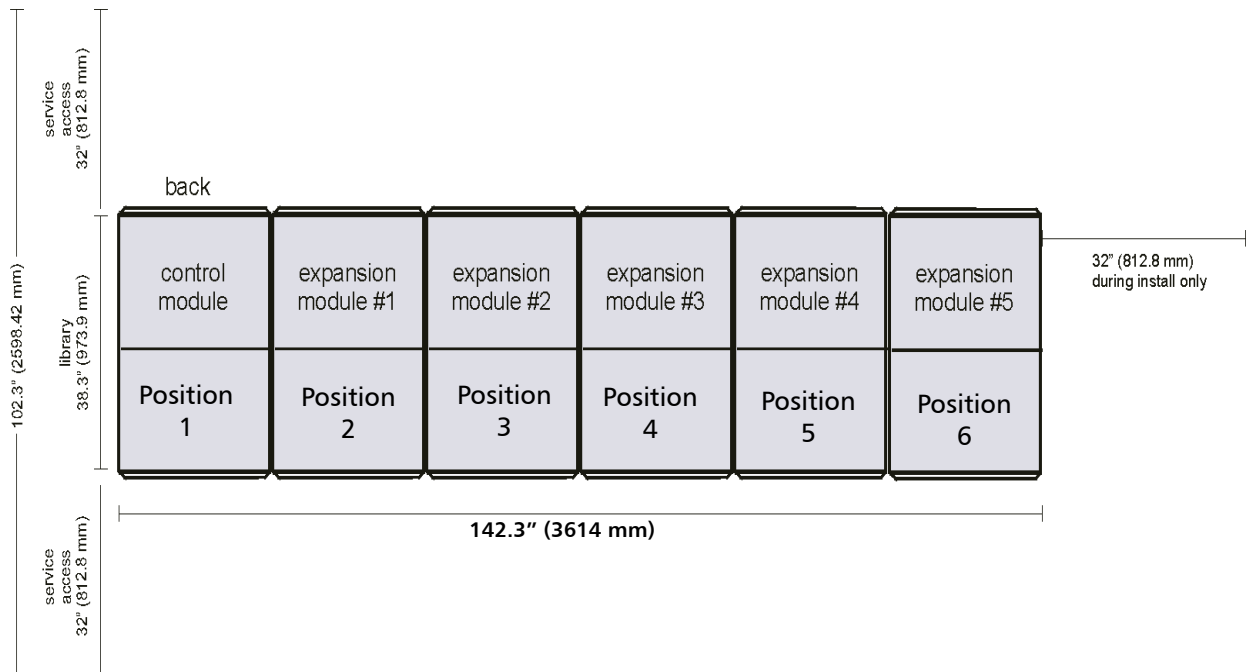 service
access
32" (812.8 mm)
102.3" (2598.42 mm)
back
library
38.3" (973.9 mm)
control
module
expansion
module #1
expansion
module #2
expansion
module #3
expansion
module #4
expansion
module #5
32" (812.8 mm)
during install only
Position
1
Position
2
Position
3
Position
4
Position
5
Position
6
142.3” (3614 mm)
service
access
32" (812.8 mm)